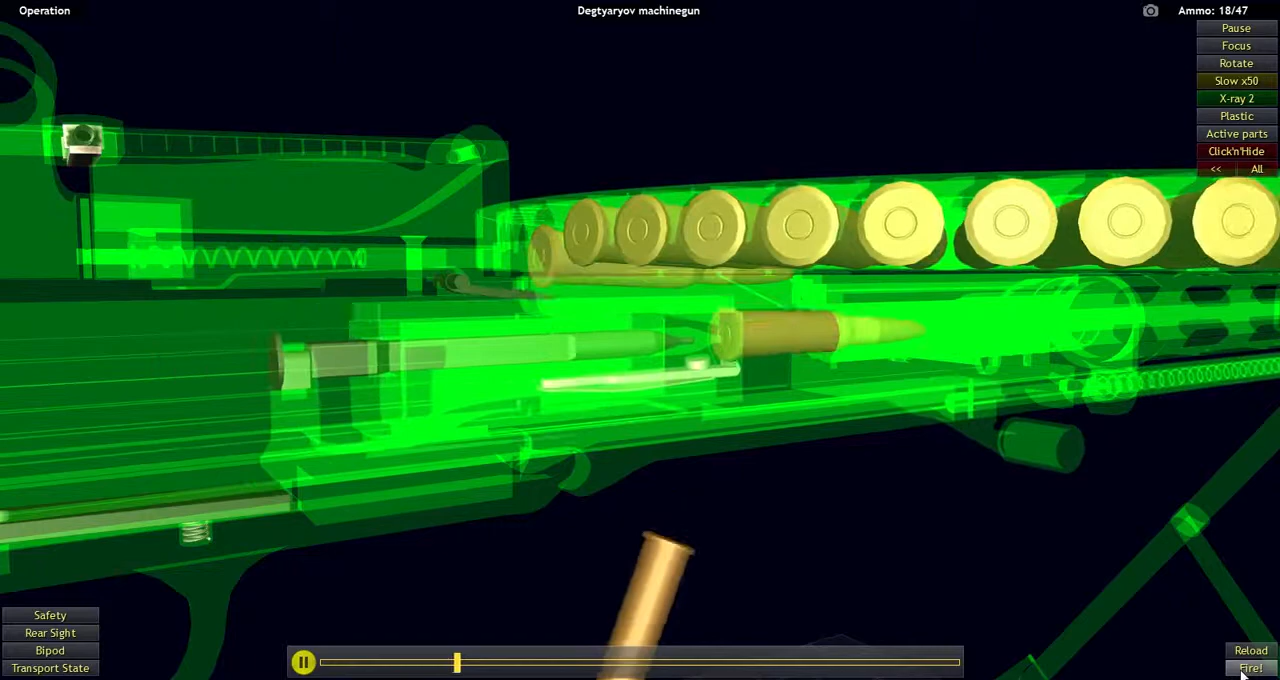 Operation
Degtyaryov machinegun
Ammo: 18/47
Pause
Focus
Rotate
Slow x50
X-ray 2
Plastic
Active parts
Click'n'Hide
<< All
Safety
Rear Sight
Bipod
Transport State
Reload
Fire!